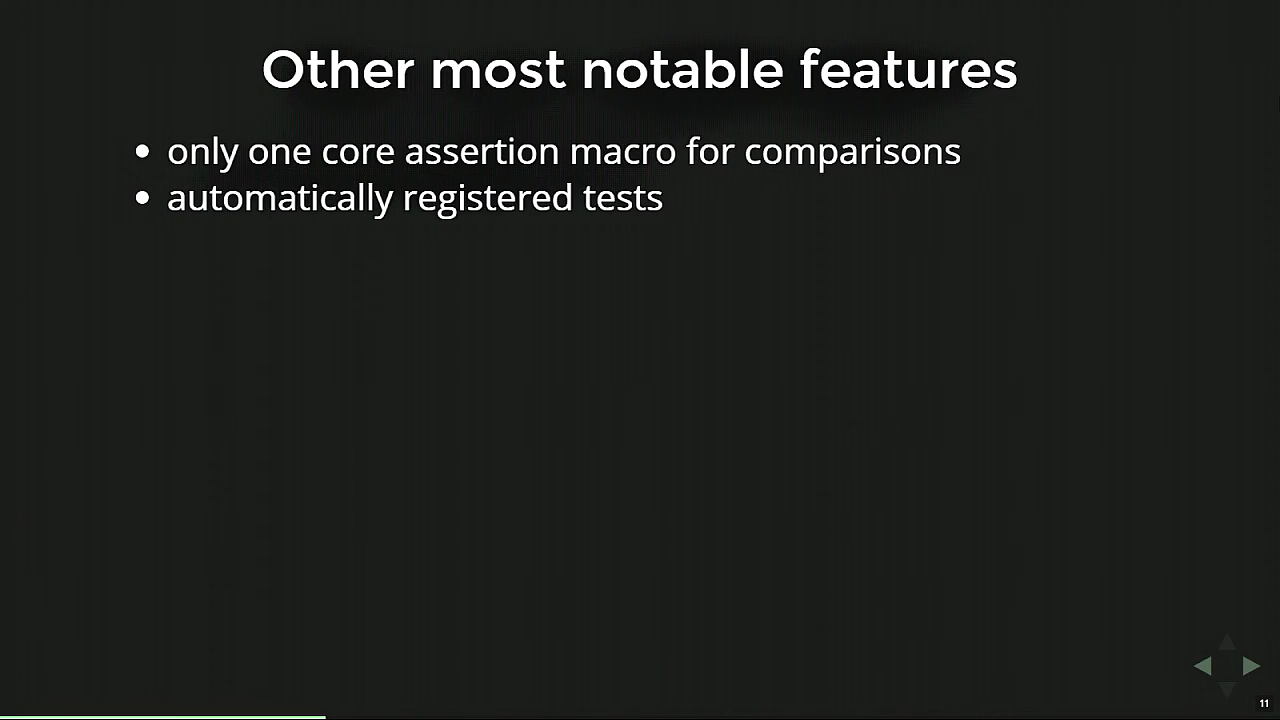 Other most notable features
• only one core assertion macro for comparisons
• automatically registered tests
11